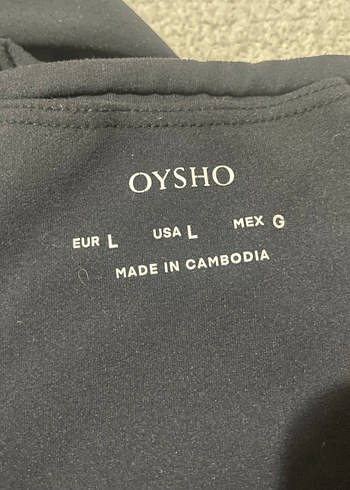 OYSHO
EUR L USA L MEX G
MADE IN CAMBODIA